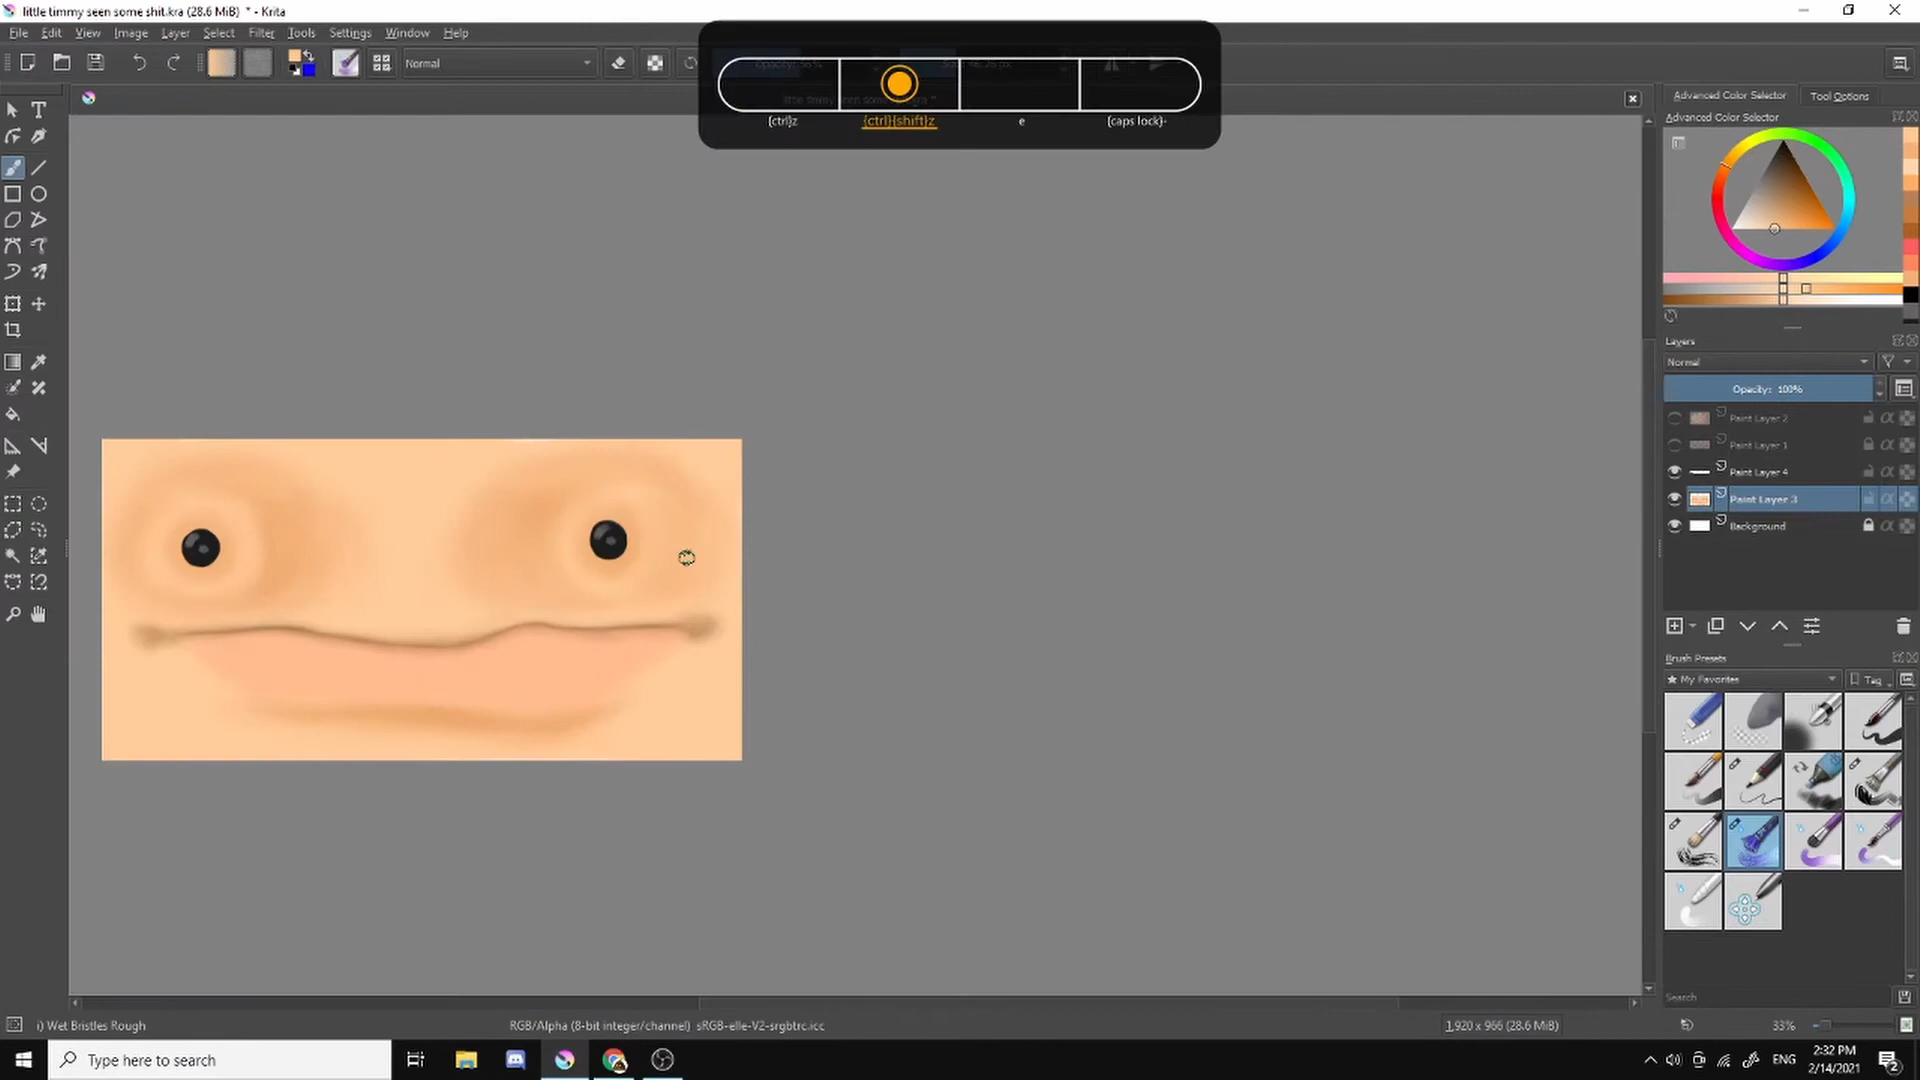 little timmy seen some shit.kra (28.6 MiB) * - Krita
File Edit View Image Layer Select Filter Tools Settings Window Help
Normal
{ctrl}z {ctrl}{shift}z e {caps lock}-
Advanced Color Selector Tool Options
Advanced Color Selector
Layers
Normal
Opacity: 100%
Paint Layer 2
Paint Layer 1
Paint Layer 4
Paint Layer 3
Background
Brush Presets
★ My Favorites Tag
Search
i) Wet Bristles Rough RGB/Alpha (8-bit integer/channel) sRGB-elle-V2-srgbtrc.icc 1,920 x 966 (28.6 MiB) 33%
Type here to search
ENG
2:32 PM
2/14/2021
2